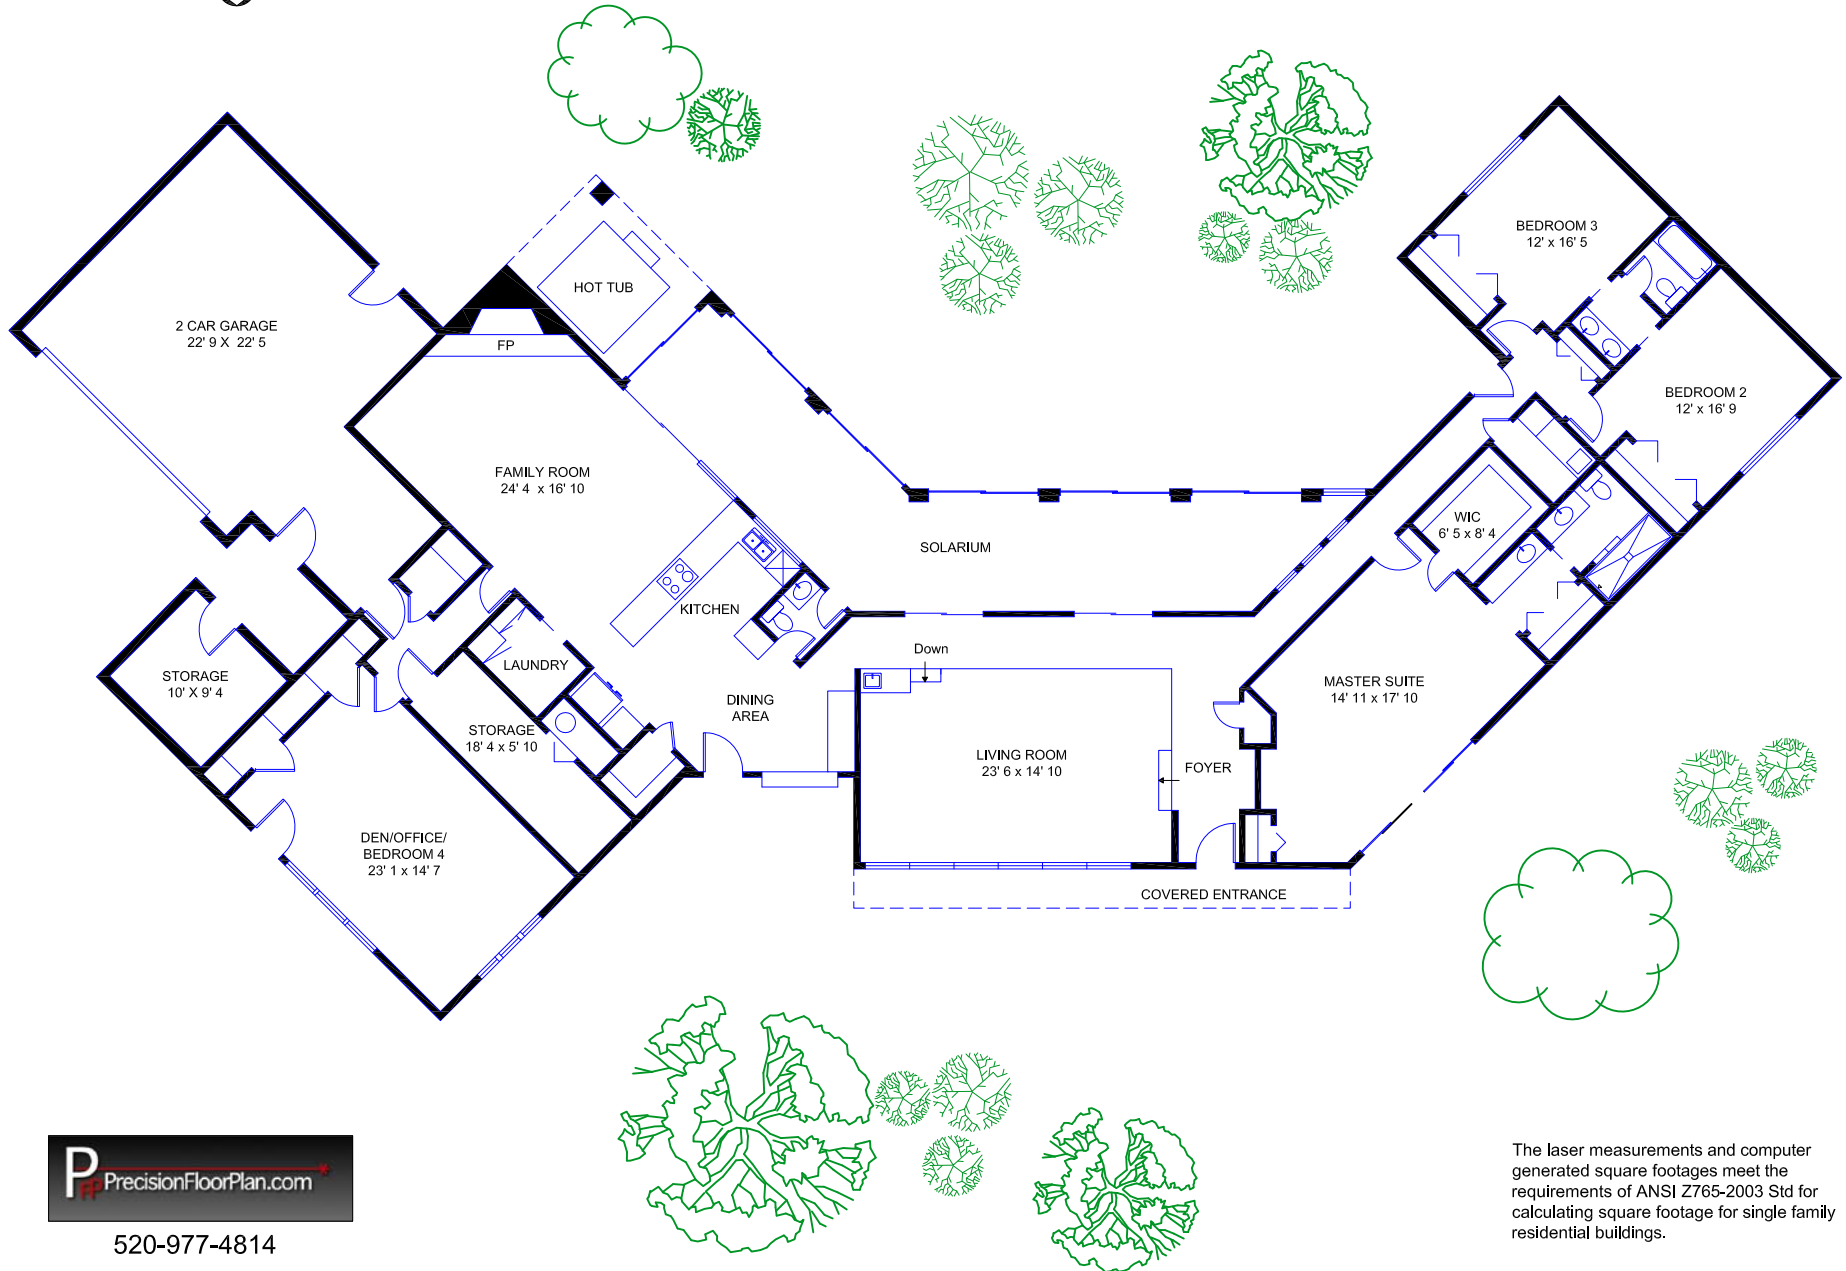 BEDROOM 3
12' x 16' 5
HOT TUB
2 CAR GARAGE
22' 9 X  22' 5
FP
BEDROOM 2
12' x 16' 9
FAMILY ROOM
24' 4  x 16' 10
WIC
6' 5 x 8' 4
SOLARIUM
KITCHEN
Down
LAUNDRY
STORAGE
10' X 9' 4
MASTER SUITE
14' 11 x 17' 10
DINING
AREA
STORAGE
18' 4 x 5' 10
LIVING ROOM
23' 6 x 14' 10
FOYER
DEN/OFFICE/
BEDROOM 4
23' 1 x 14' 7
COVERED ENTRANCE
PFP PrecisionFloorPlan.com
520-977-4814
The laser measurements and computer
generated square footages meet the
requirements of ANSI Z765-2003 Std for
calculating square footage for single family
residential buildings.